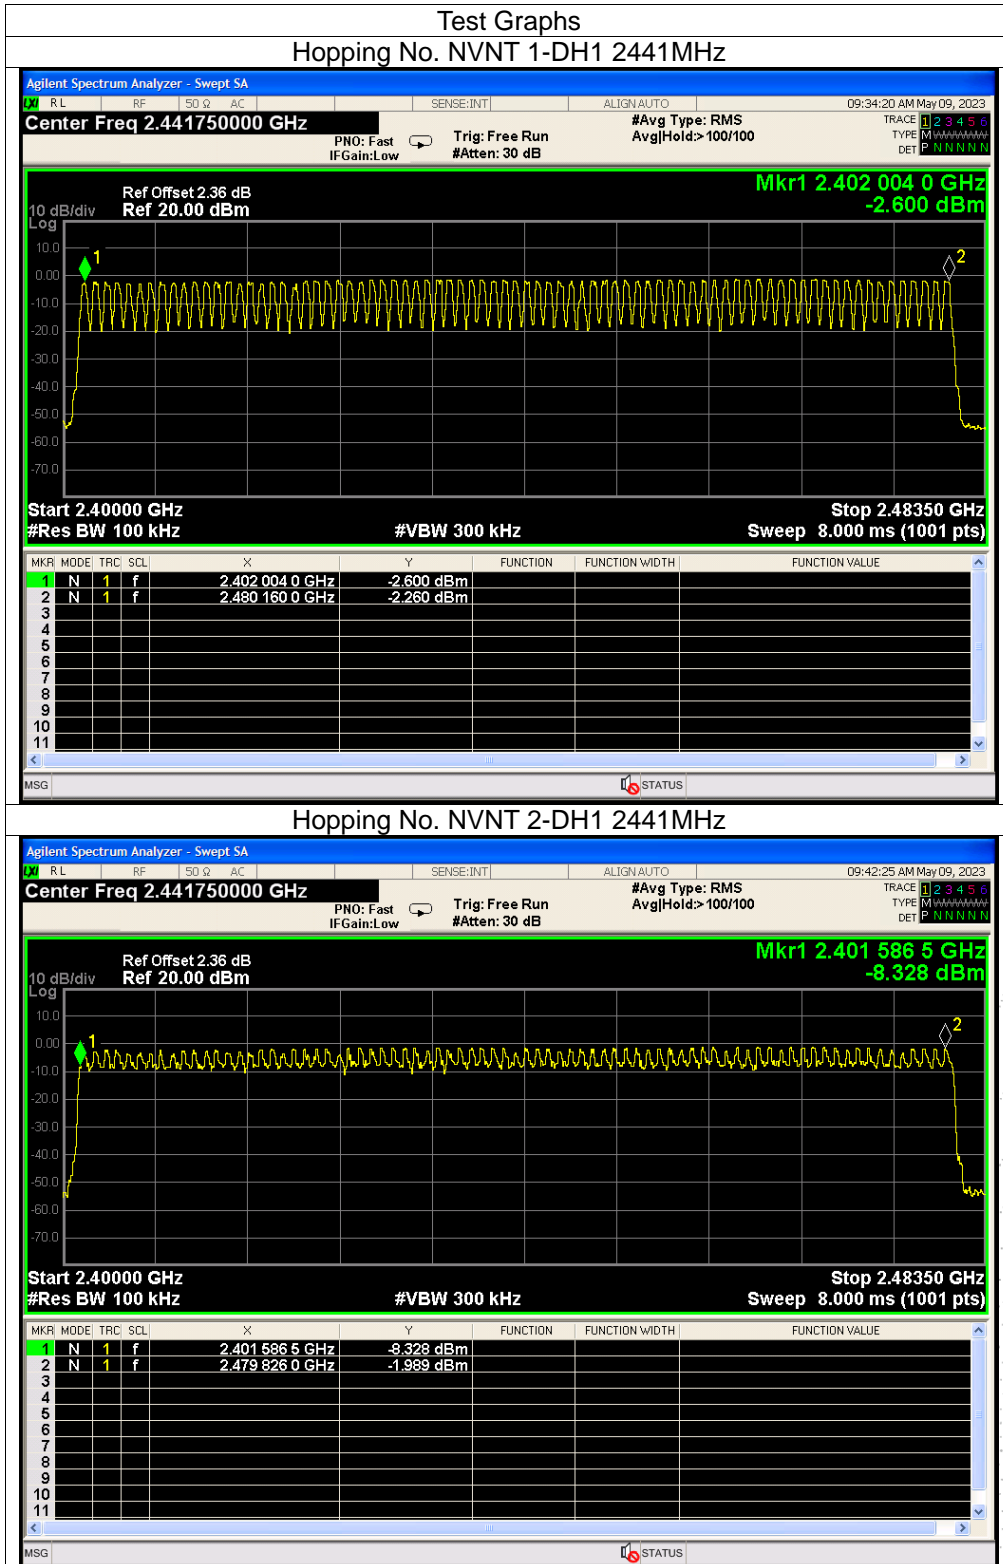 Test Graphs
Hopping No. NVNT 1-DH1 2441MHz
Agilent Spectrum Analyzer - Swept SA
LXI RL RF 50 Ω AC SENSE:INT ALIGN AUTO 09:34:20 AM May 09, 2023
Center Freq 2.441750000 GHz #Avg Type: RMS TRACE 1 2 3 4 5 6
PNO: Fast Trig: Free Run Avg|Hold:>100/100 TYPE M
IFGain:Low #Atten: 30 dB DET P N N N N N
Mkr1 2.402 004 0 GHz
Ref Offset 2.36 dB
10 dB/div Ref 20.00 dBm -2.600 dBm
Log
10.0
1
2
0.00
-10.0
-20.0
-30.0
-40.0
-50.0
-60.0
-70.0
Start 2.40000 GHz Stop 2.48350 GHz
#Res BW 100 kHz #VBW 300 kHz Sweep 8.000 ms (1001 pts)
MKR MODE TRC SCL X Y FUNCTION FUNCTION WIDTH FUNCTION VALUE
1 N 1 f 2.402 004 0 GHz -2.600 dBm
2 N 1 f 2.480 160 0 GHz -2.260 dBm
3
4
5
6
7
8
9
10
11
MSG STATUS
Hopping No. NVNT 2-DH1 2441MHz
Agilent Spectrum Analyzer - Swept SA
LXI RL RF 50 Ω AC SENSE:INT ALIGN AUTO 09:42:25 AM May 09, 2023
Center Freq 2.441750000 GHz #Avg Type: RMS TRACE 1 2 3 4 5 6
PNO: Fast Trig: Free Run Avg|Hold:>100/100 TYPE M
IFGain:Low #Atten: 30 dB DET P N N N N N
Mkr1 2.401 586 5 GHz
Ref Offset 2.36 dB
10 dB/div Ref 20.00 dBm -8.328 dBm
Log
10.0
2
0.00
1
-10.0
-20.0
-30.0
-40.0
-50.0
-60.0
-70.0
Start 2.40000 GHz Stop 2.48350 GHz
#Res BW 100 kHz #VBW 300 kHz Sweep 8.000 ms (1001 pts)
MKR MODE TRC SCL X Y FUNCTION FUNCTION WIDTH FUNCTION VALUE
1 N 1 f 2.401 586 5 GHz -8.328 dBm
2 N 1 f 2.479 826 0 GHz -1.989 dBm
3
4
5
6
7
8
9
10
11
MSG STATUS